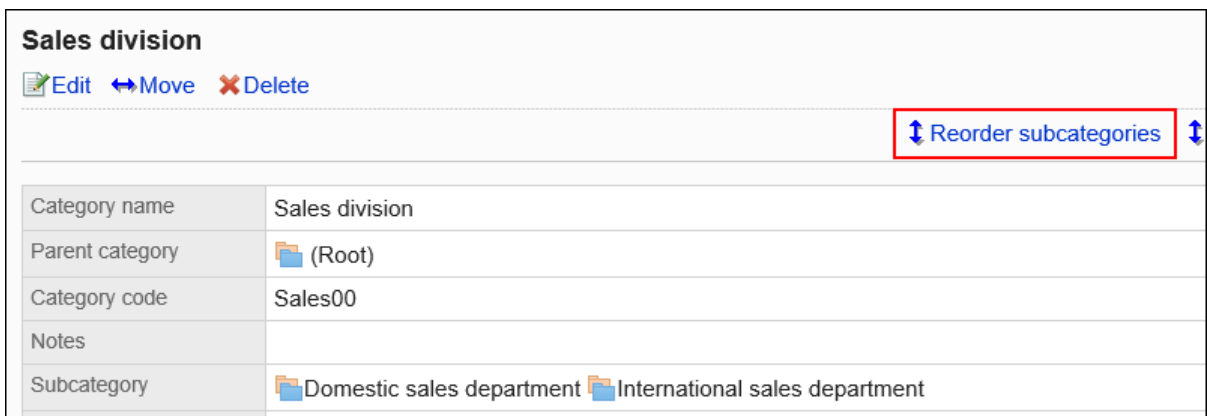 Sales division
Edit Move Delete
Reorder subcategories
Category name Sales division
Parent category (Root)
Category code Sales00
Notes
Subcategory Domestic sales department International sales department